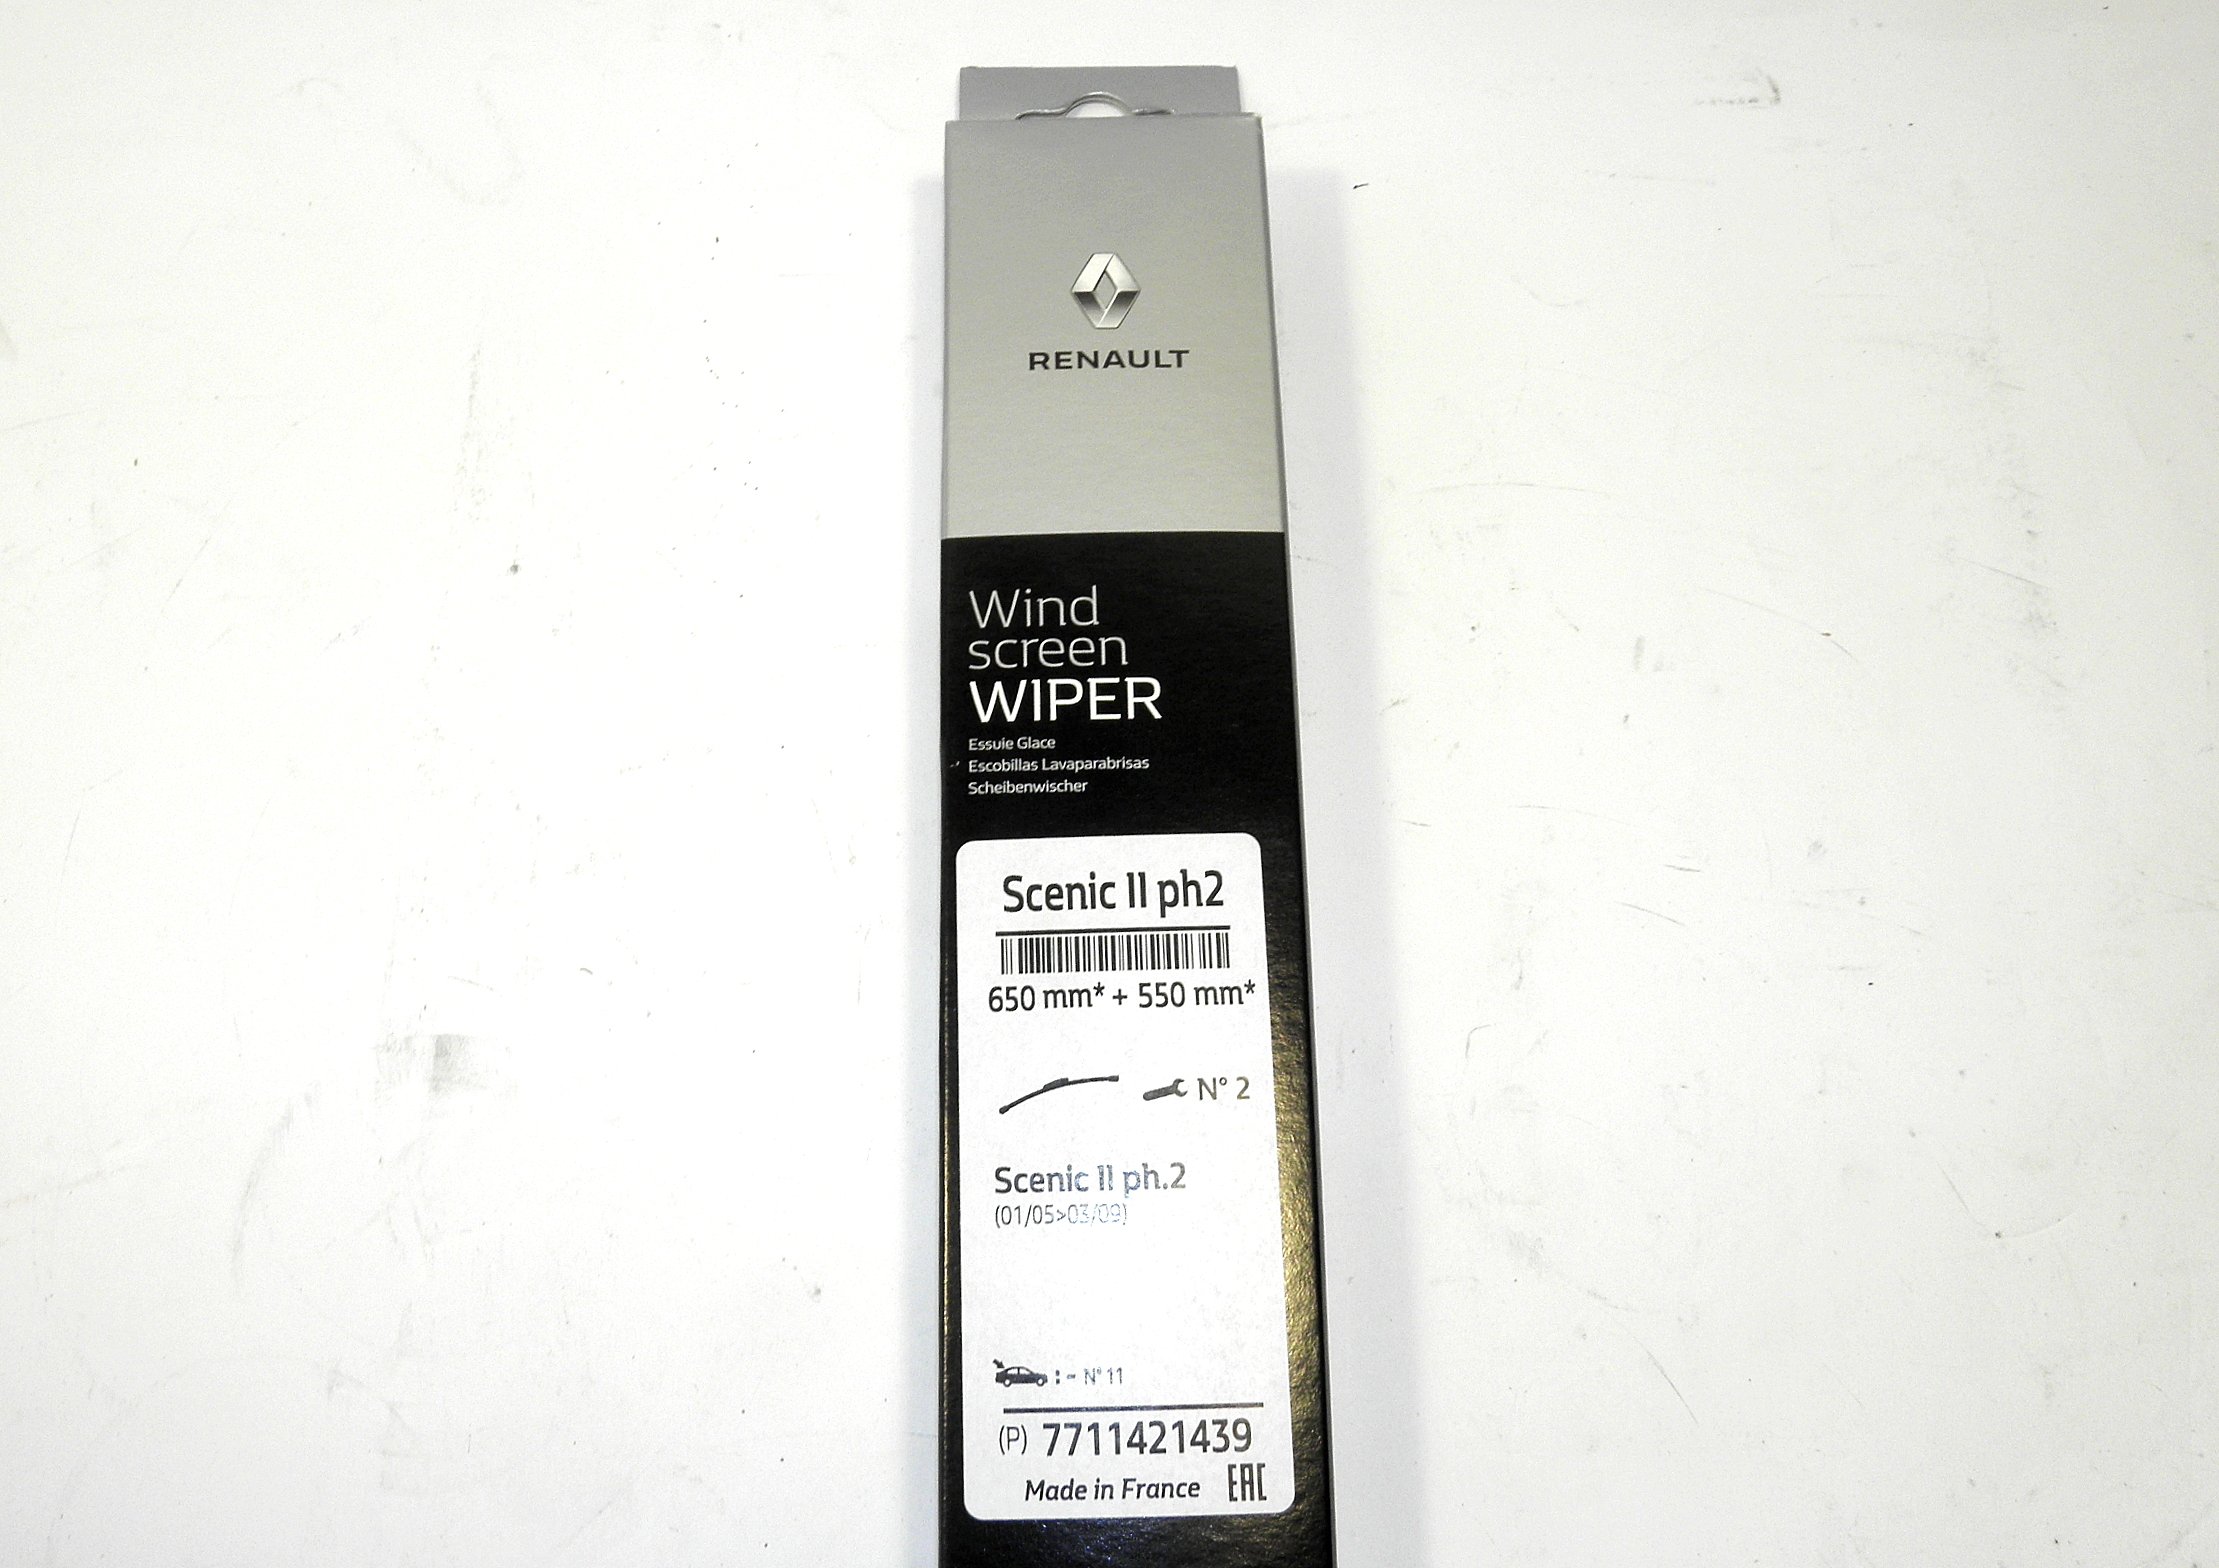 RENAULT
Wind
screen
WIPER
Essuie Glace
Escobillas Lavaparabrisas
Scheibenwischer
Scenic II ph2
650 mm* + 550 mm*
N° 2
Scenic II ph.2
(01/05>03/09)
: - N° 11
(P) 7711421439
Made in France EAC